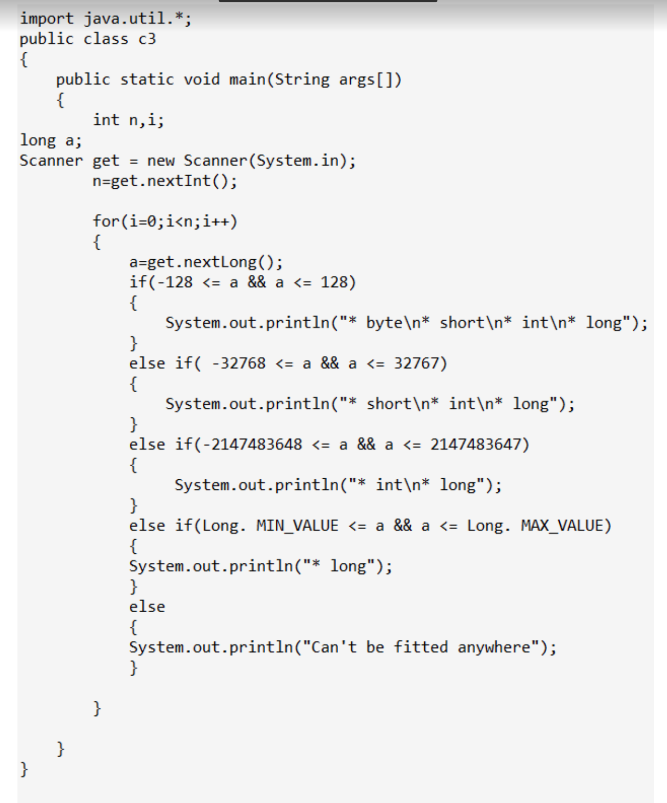 import java.util.*;
public class c3
{
    public static void main(String args[])
    {
        int n,i;
long a;
Scanner get = new Scanner(System.in);
        n=get.nextInt();

        for(i=0;i<n;i++)
        {
            a=get.nextLong();
            if(-128 <= a && a <= 128)
            {
                System.out.println("* byte\n* short\n* int\n* long");
            }
            else if( -32768 <= a && a <= 32767)
            {
                System.out.println("* short\n* int\n* long");
            }
            else if(-2147483648 <= a && a <= 2147483647)
            {
                 System.out.println("* int\n* long");
            }
            else if(Long. MIN_VALUE <= a && a <= Long. MAX_VALUE)
            {
            System.out.println("* long");
            }
            else
            {
            System.out.println("Can't be fitted anywhere");
            }

        }

    }
}